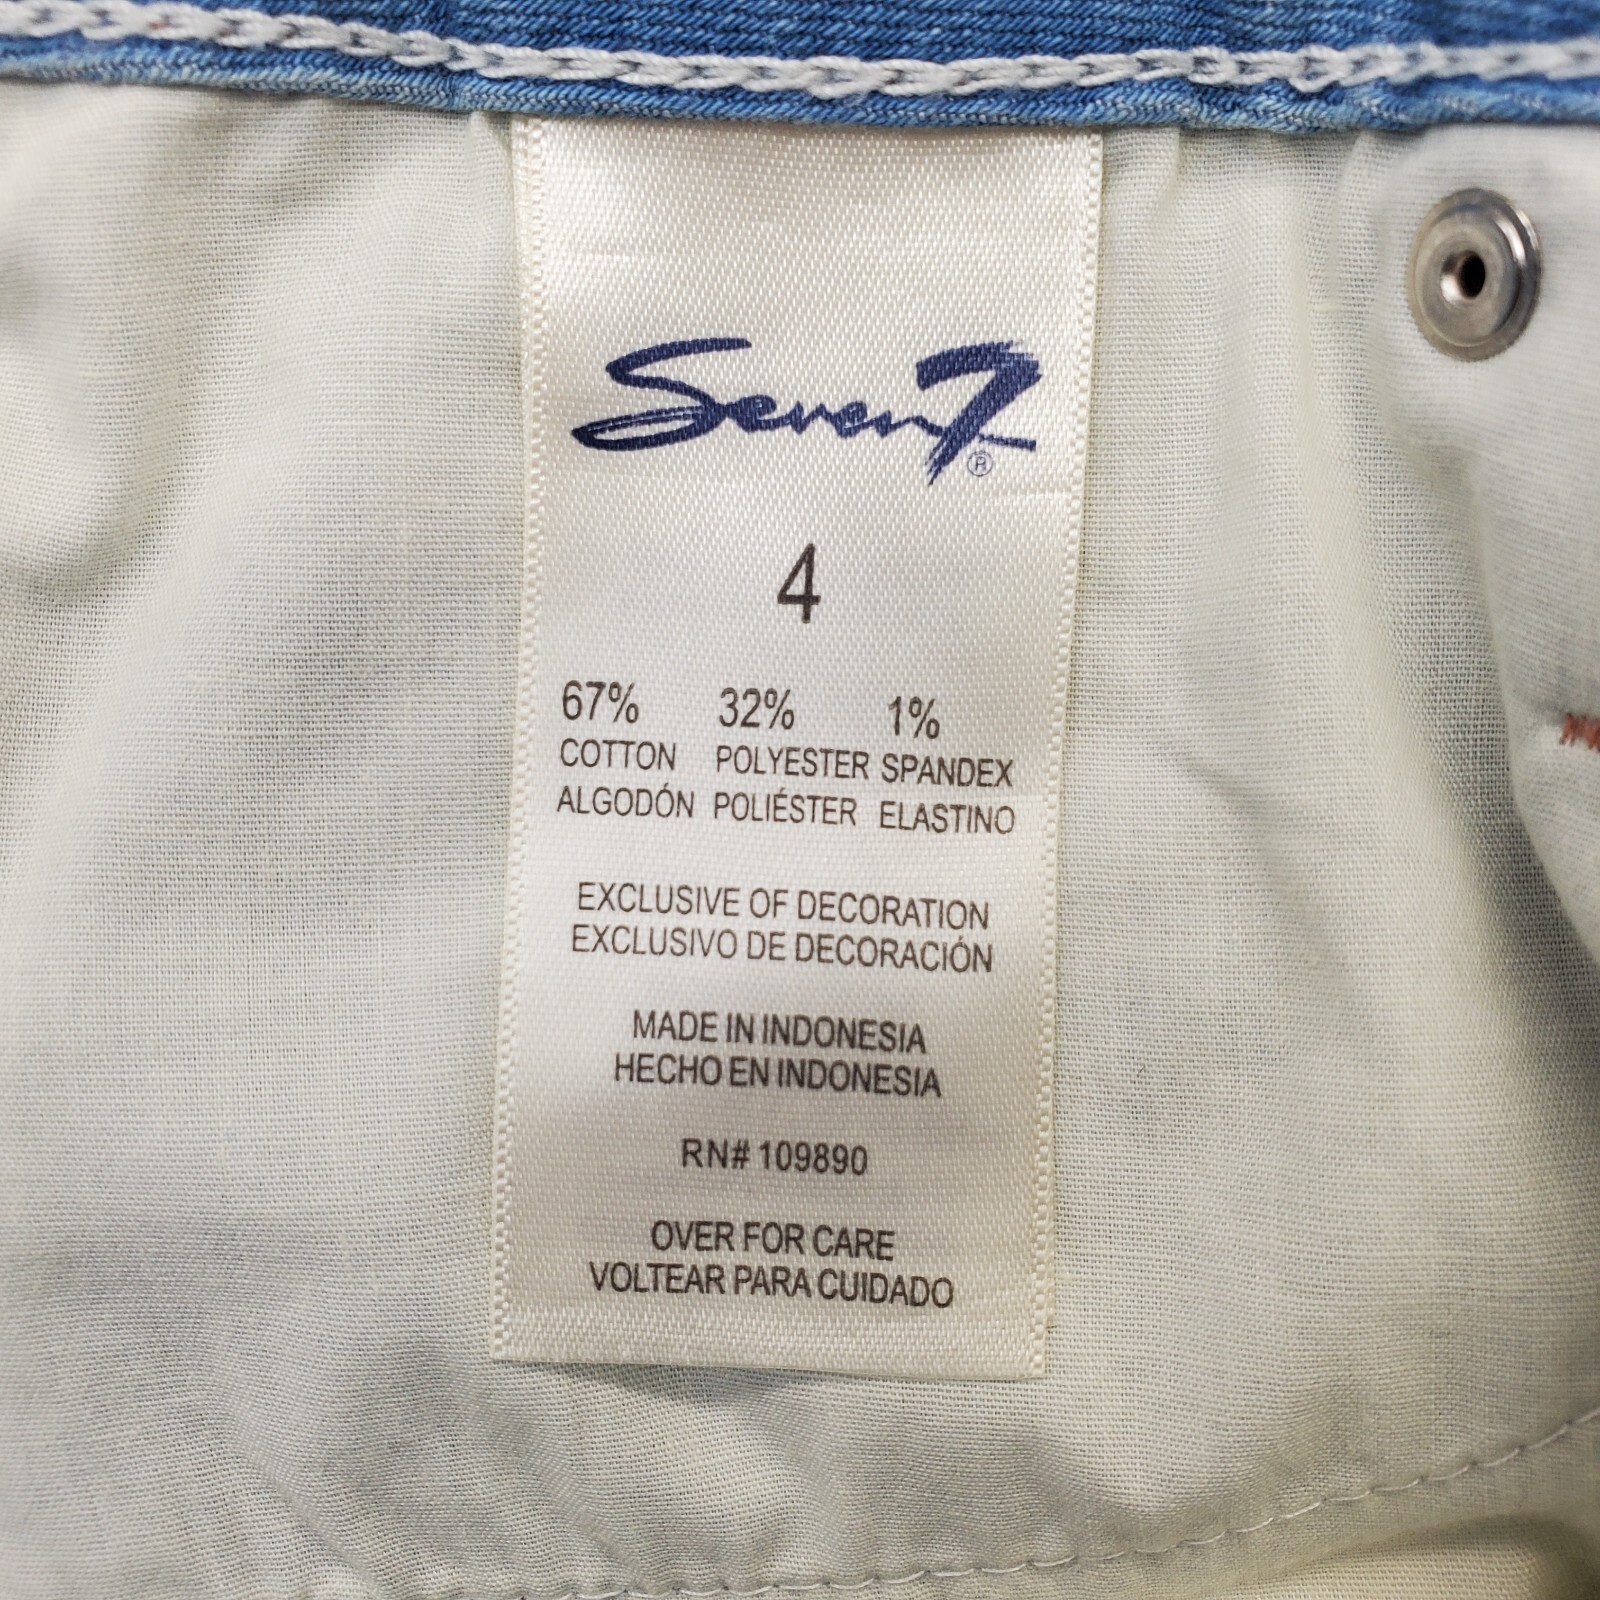 Seven7®
4
67% 32% 1%
COTTON POLYESTER SPANDEX
ALGODÓN POLIÉSTER ELASTINO
EXCLUSIVE OF DECORATION
EXCLUSIVO DE DECORACIÓN
MADE IN INDONESIA
HECHO EN INDONESIA
RN# 109890
OVER FOR CARE
VOLTEAR PARA CUIDADO